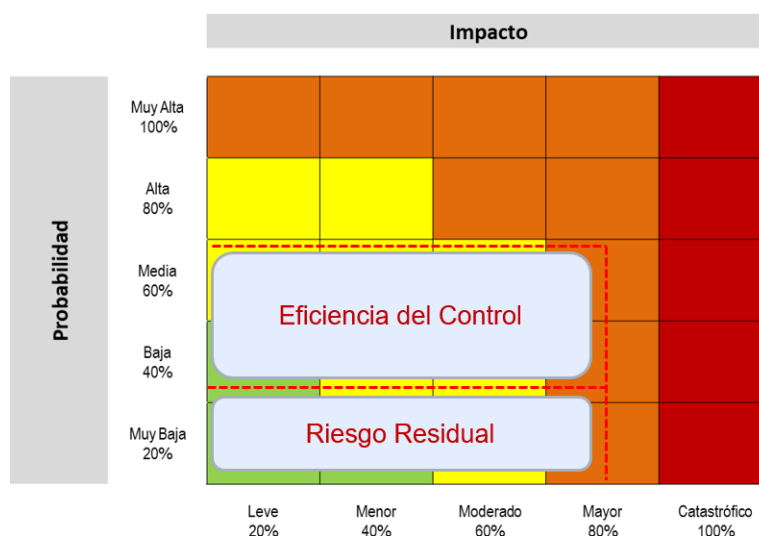 Impacto
Probabilidad
Muy Alta
100%
Alta
80%
Media
60%
Baja
40%
Muy Baja
20%
Eficiencia del Control
Riesgo Residual
Leve
20%
Menor
40%
Moderado
60%
Mayor
80%
Catastrófico
100%